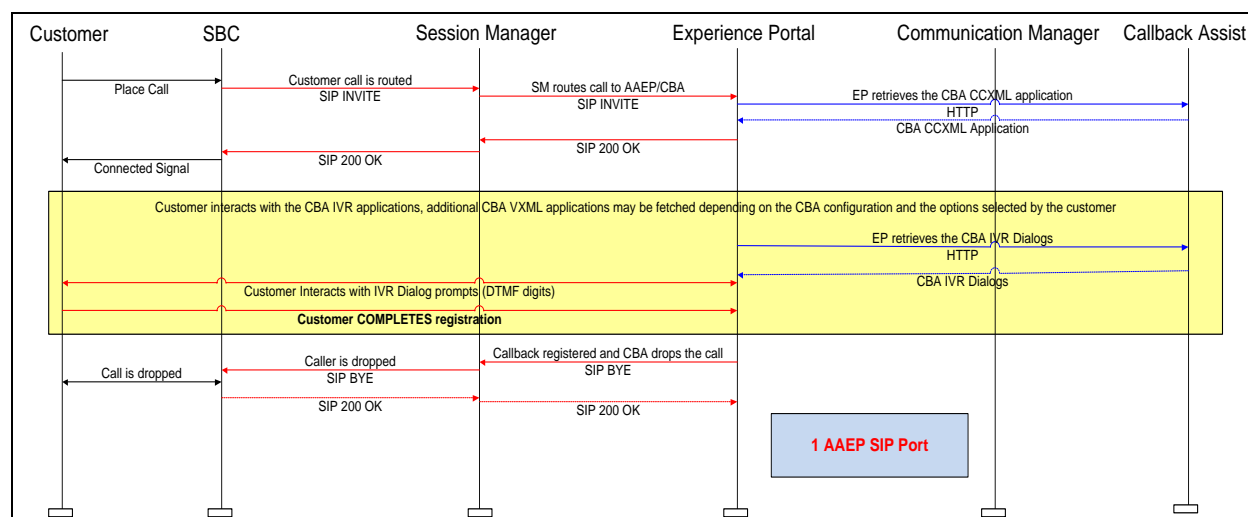 Customer
SBC
Session Manager
Experience Portal
Communication Manager
Callback Assist
Place Call
Customer call is routed
SIP INVITE
SM routes call to AAEP/CBA
SIP INVITE
EP retrieves the CBA CCXML application
HTTP
CBA CCXML Application
SIP 200 OK
SIP 200 OK
Connected Signal
Customer interacts with the CBA IVR applications, additional CBA VXML applications may be fetched depending on the CBA configuration and the options selected by the customer
EP retrieves the CBA IVR Dialogs
HTTP
CBA IVR Dialogs
Customer Interacts with IVR Dialog prompts (DTMF digits)
Customer COMPLETES registration
Callback registered and CBA drops the call
SIP BYE
Caller is dropped
SIP BYE
Call is dropped
SIP 200 OK
SIP 200 OK
1 AAEP SIP Port